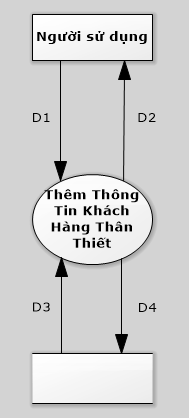 Người sử dụng
D1
D2
Thêm Thông
Tin Khách
Hàng Thân
Thiết
D3
D4